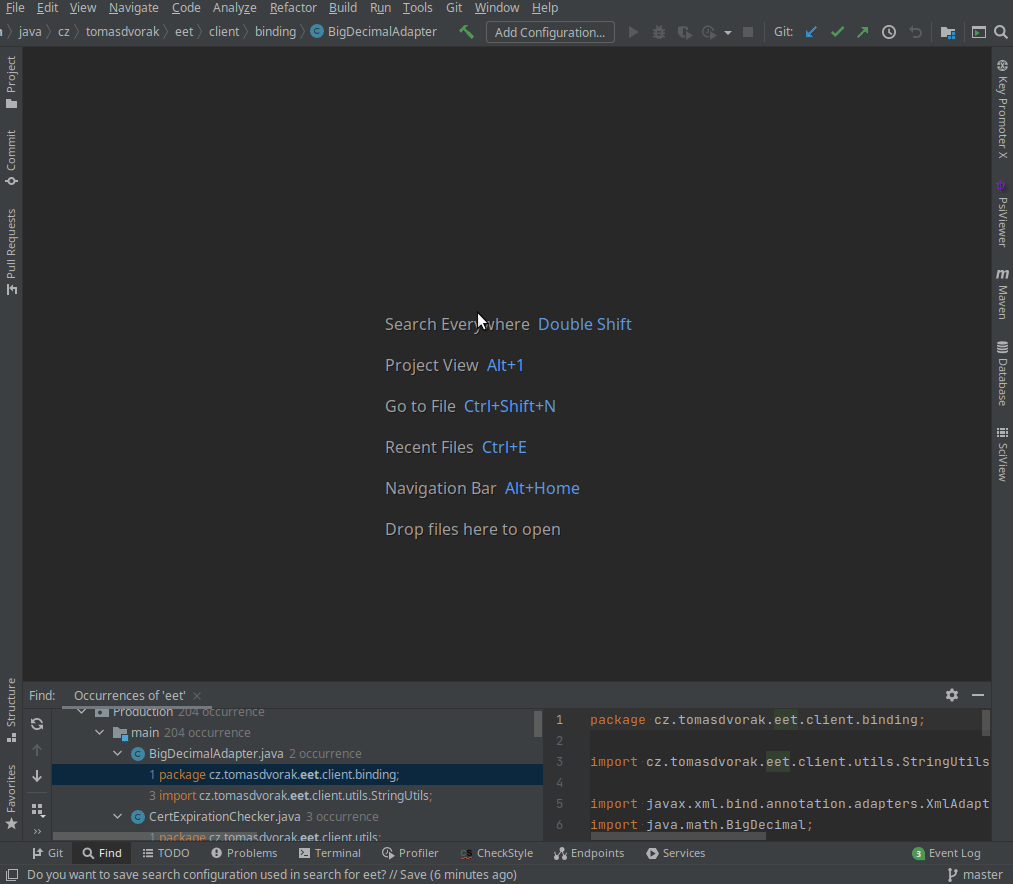 File Edit View Navigate Code Analyze Refactor Build Run Tools Git Window Help
java cz tomasdvorak eet client binding BigDecimalAdapter Add Configuration... Git:
Project
Commit
Pull Requests
Structure
Favorites
Key Promoter X
PsiViewer
Maven
Database
SciView
Search Everywhere Double Shift
Project View Alt+1
Go to File Ctrl+Shift+N
Recent Files Ctrl+E
Navigation Bar Alt+Home
Drop files here to open
Find: Occurrences of 'eet'
Production 204 occurrence
main 204 occurrence
BigDecimalAdapter.java 2 occurrence
1 package cz.tomasdvorak.eet.client.binding;
3 import cz.tomasdvorak.eet.client.utils.StringUtils;
CertExpirationChecker.java 3 occurrence
1 package cz.tomasdvorak.eet.client.utils;
1 package cz.tomasdvorak.eet.client.binding;
2
3 import cz.tomasdvorak.eet.client.utils.StringUtils
4
5 import javax.xml.bind.annotation.adapters.XmlAdapt
6 import java.math.BigDecimal;
Git Find TODO Problems Terminal Profiler CheckStyle Endpoints Services 3 Event Log
Do you want to save search configuration used in search for eet? // Save (6 minutes ago) master